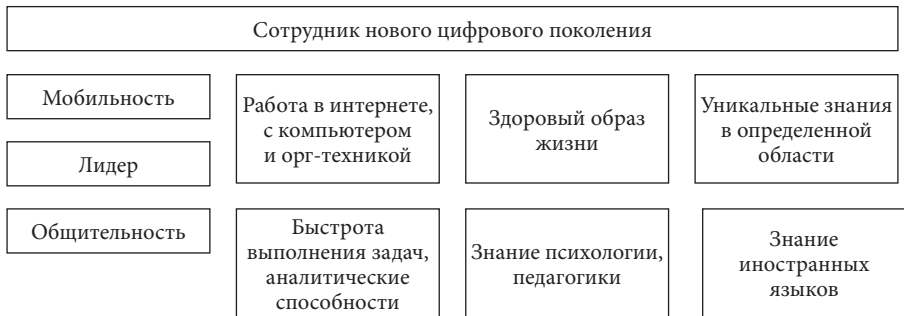 Сотрудник нового цифрового поколения
Мобильность
Лидер
Общительность
Работа в интернете,
с компьютером
и орг-техникой
Здоровый образ
жизни
Уникальные знания
в определенной
области
Быстрота
выполнения задач,
аналитические
способности
Знание психологии,
педагогики
Знание
иностранных
языков